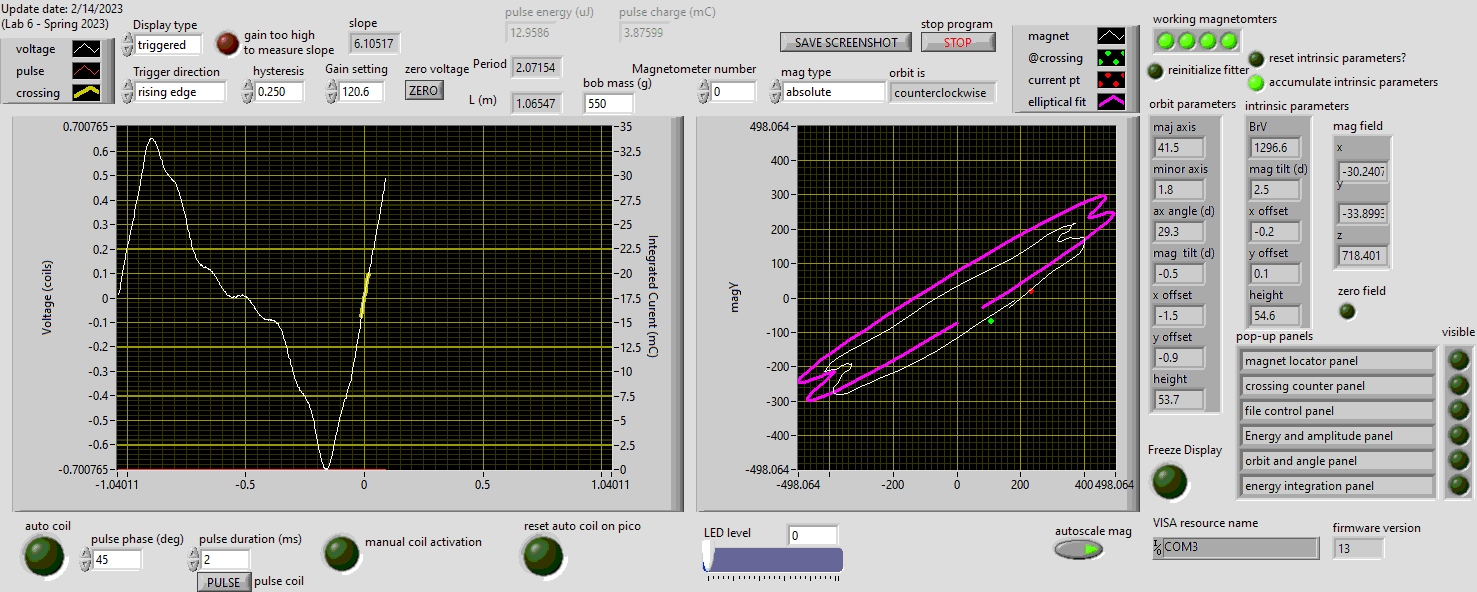 Update date: 2/14/2023
(Lab 6 - Spring 2023)
voltage
pulse
crossing
Display type
triggered
gain too high
to measure slope
slope
6.10517
Trigger direction
rising edge
hysteresis
0.250
Gain setting
120.6
zero voltage
ZERO
pulse energy (uJ)
12.9586
pulse charge (mC)
3.87599
Period
2.07154
L (m)
1.06547
bob mass (g)
550
SAVE SCREENSHOT
stop program
STOP
Magnetometer number
0
mag type
absolute
orbit is
counterclockwise
magnet
@crossing
current pt
elliptical fit
working magnetomters
reinitialize fitter
reset intrinsic parameters?
accumulate intrinsic parameters
orbit parameters
maj axis
41.5
minor axis
1.8
ax angle (d)
29.3
mag tilt (d)
-0.5
x offset
-1.5
y offset
-0.9
height
53.7
intrinsic parameters
BrV
1296.6
mag tilt (d)
2.5
x offset
-0.2
y offset
0.1
height
54.6
mag field
x
-30.2407
y
z
718.401
zero field
pop-up panels
visible
magnet locator panel
crossing counter panel
file control panel
Energy and amplitude panel
orbit and angle panel
energy integration panel
Freeze Display
Voltage (coils)
0.700765
0.6
0.5
0.4
0.3
0.2
0.1
0
-0.1
-0.2
-0.3
-0.4
-0.5
-0.6
-0.700765
-1.04011
-0.5
0
0.5
1.04011
35
32.5
30
27.5
25
22.5
20
17.5
15
12.5
10
7.5
5
2.5
0
Integrated Current (mC)
magY
498.064
400
300
200
100
0
-100
-200
-300
-400
-498.064
-498.064
-200
0
200
400
498.064
auto coil
pulse phase (deg)
45
pulse duration (ms)
2
PULSE
pulse coil
manual coil activation
reset auto coil on pico
LED level
0
autoscale mag
VISA resource name
COM3
firmware version
13